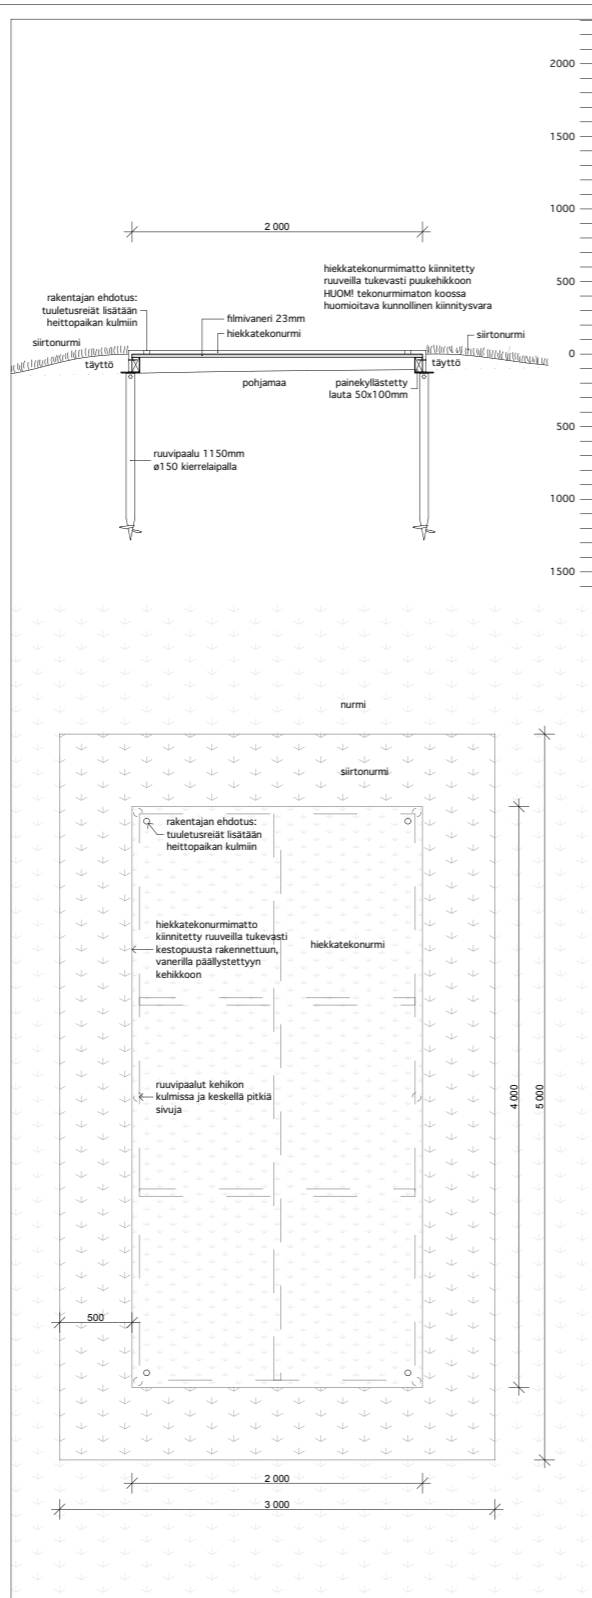 2000
1500
1000
2 000
hiekkatekonurmimatto kiinnitetty
ruuveilla tukevasti puukehikkoon
HUOM! tekonurmimaton koossa
huomioitava kunnollinen kiinnitysvara
500
rakentajan ehdotus:
tuuletusreiät lisätään
heittopaikan kulmiin
filmivaneri 23mm
hiekkatekonurmi
siirtonurmi
siirtonurmi
0
täyttö
täyttö
pohjamaa
painekyllästetty
lauta 50x100mm
500
ruuvipaalu 1150mm
ø150 kierrelaipalla
1000
1500
nurmi
siirtonurmi
rakentajan ehdotus:
tuuletusreiät lisätään
heittopaikan kulmiin
hiekkatekonurmimatto
kiinnitetty ruuveilla tukevasti
kestopuusta rakennettuun,
vanerilla päällystettyyn
kehikkoon
hiekkatekonurmi
ruuvipaalut kehikon
kulmissa ja keskellä pitkiä
sivuja
4 000
5 000
500
2 000
3 000